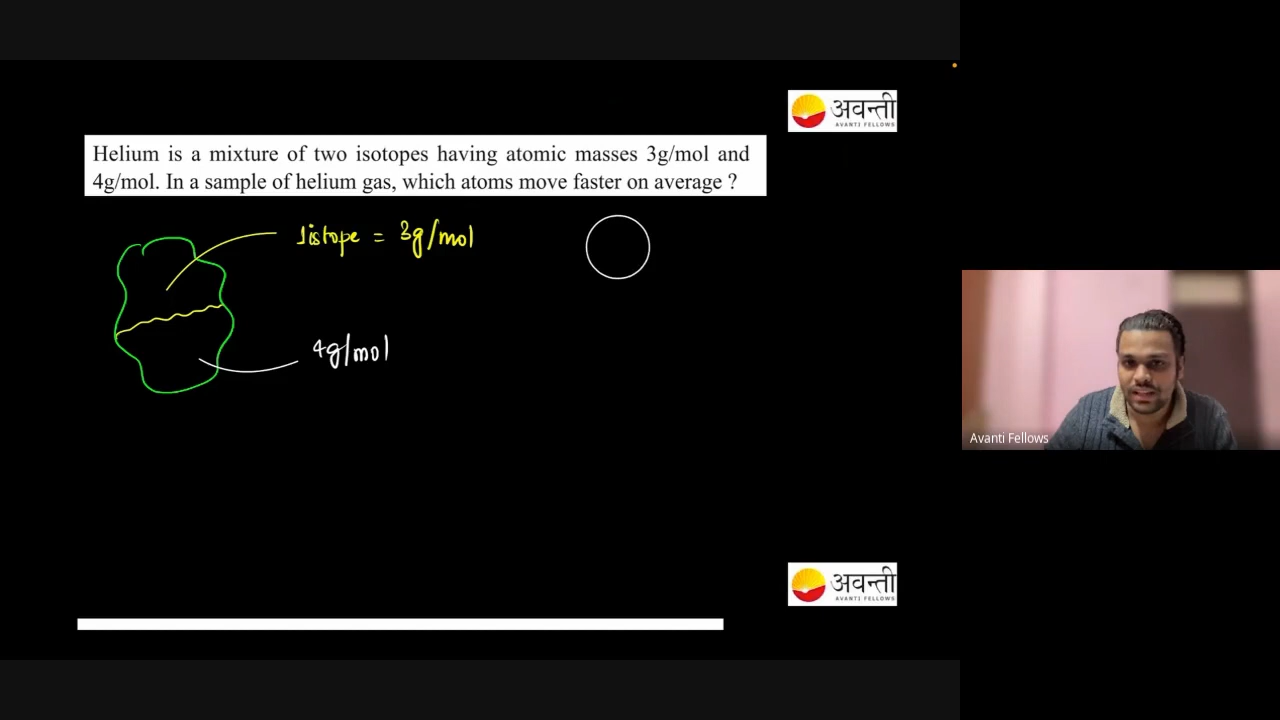 अवन्ती
AVANTI FELLOWS
Helium is a mixture of two isotopes having atomic masses 3g/mol and
4g/mol. In a sample of helium gas, which atoms move faster on average ?
Iistope = 3g/mol
4g/mol
Avanti Fellows
अवन्ती
AVANTI FELLOWS